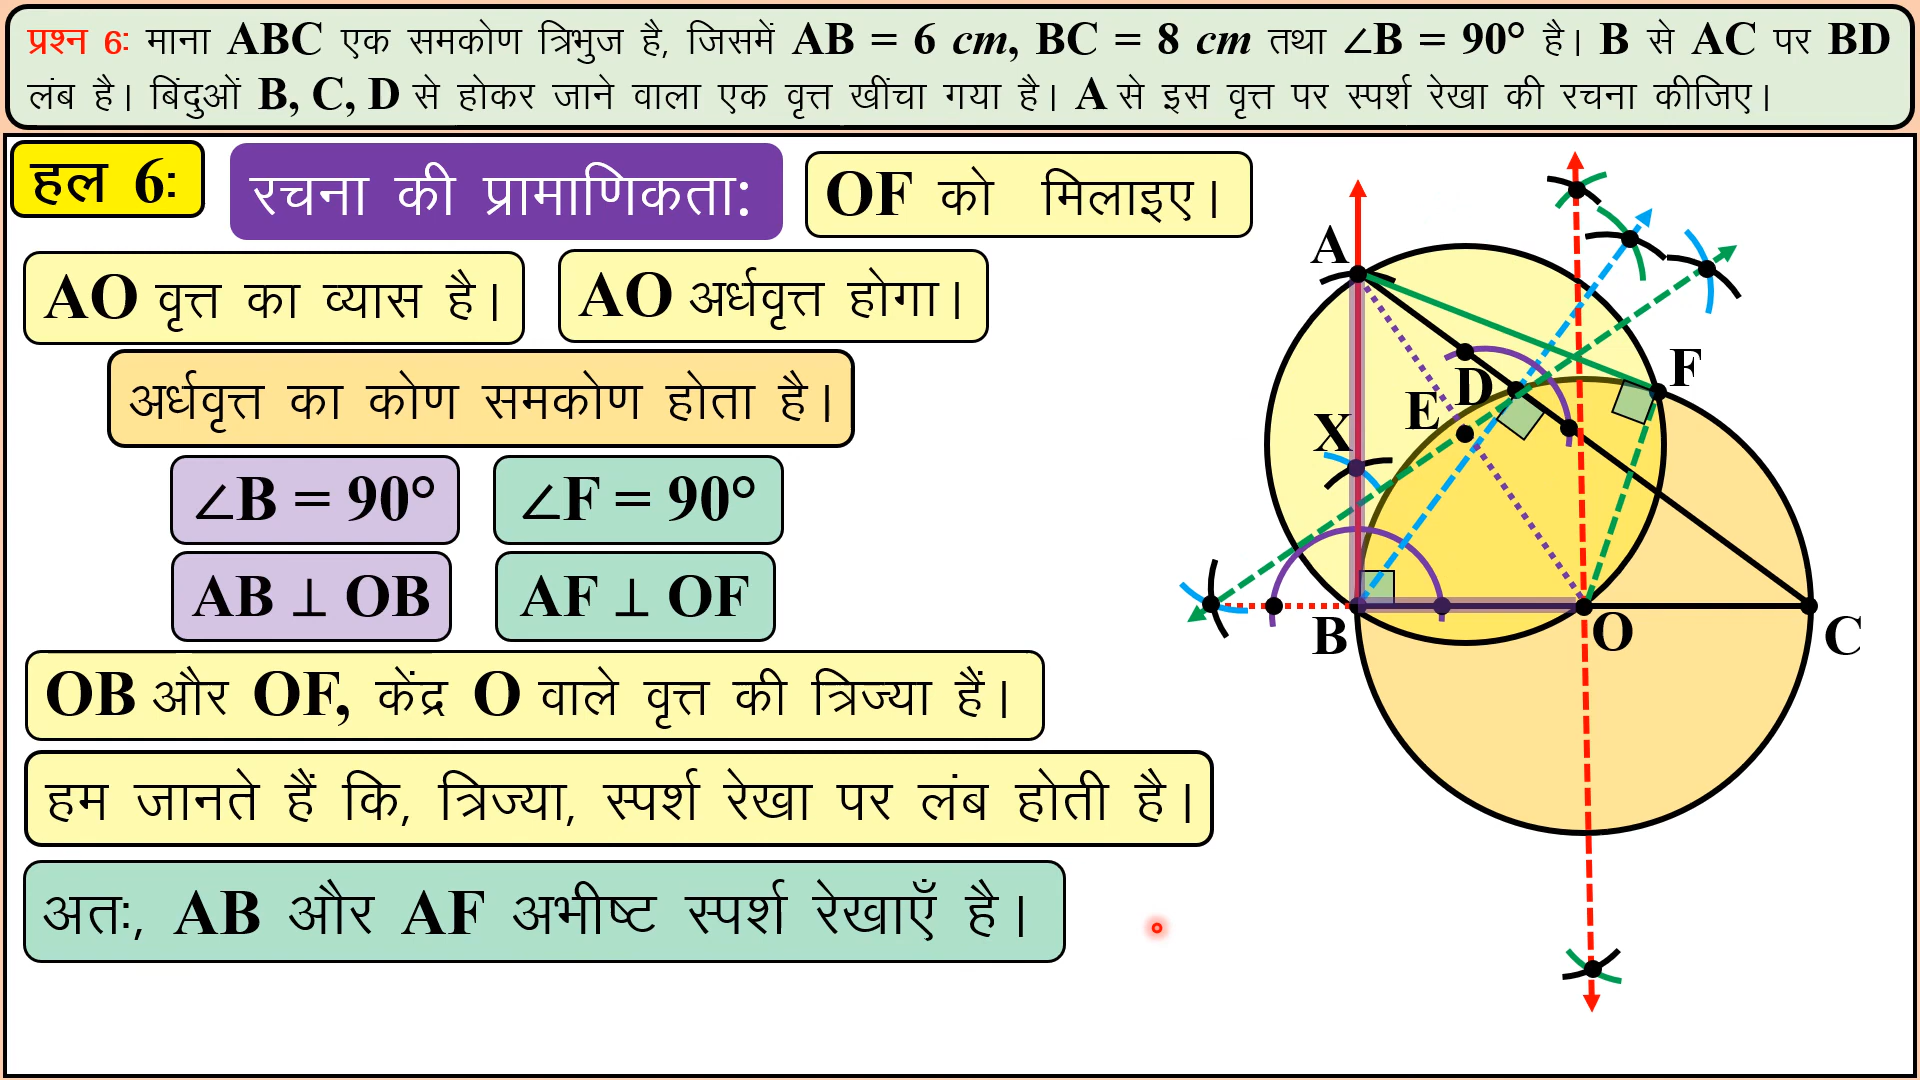 प्रश्न 6: माना ABC एक समकोण त्रिभुज है, जिसमें AB = 6 cm, BC = 8 cm तथा ∠B = 90° है। B से AC पर BD
लंब है। बिंदुओं B, C, D से होकर जाने वाला एक वृत्त खींचा गया है। A से इस वृत्त पर स्पर्श रेखा की रचना कीजिए।
हल 6:
रचना की प्रामाणिकता:
OF को मिलाइए।
AO वृत्त का व्यास है।
AO अर्धवृत्त होगा।
अर्धवृत्त का कोण समकोण होता है।
∠B = 90°
∠F = 90°
AB ⊥ OB
AF ⊥ OF
OB और OF, केंद्र O वाले वृत्त की त्रिज्या हैं।
हम जानते हैं कि, त्रिज्या, स्पर्श रेखा पर लंब होती है।
अतः, AB और AF अभीष्ट स्पर्श रेखाएँ है।
A
F
D
E
X
B
O
C